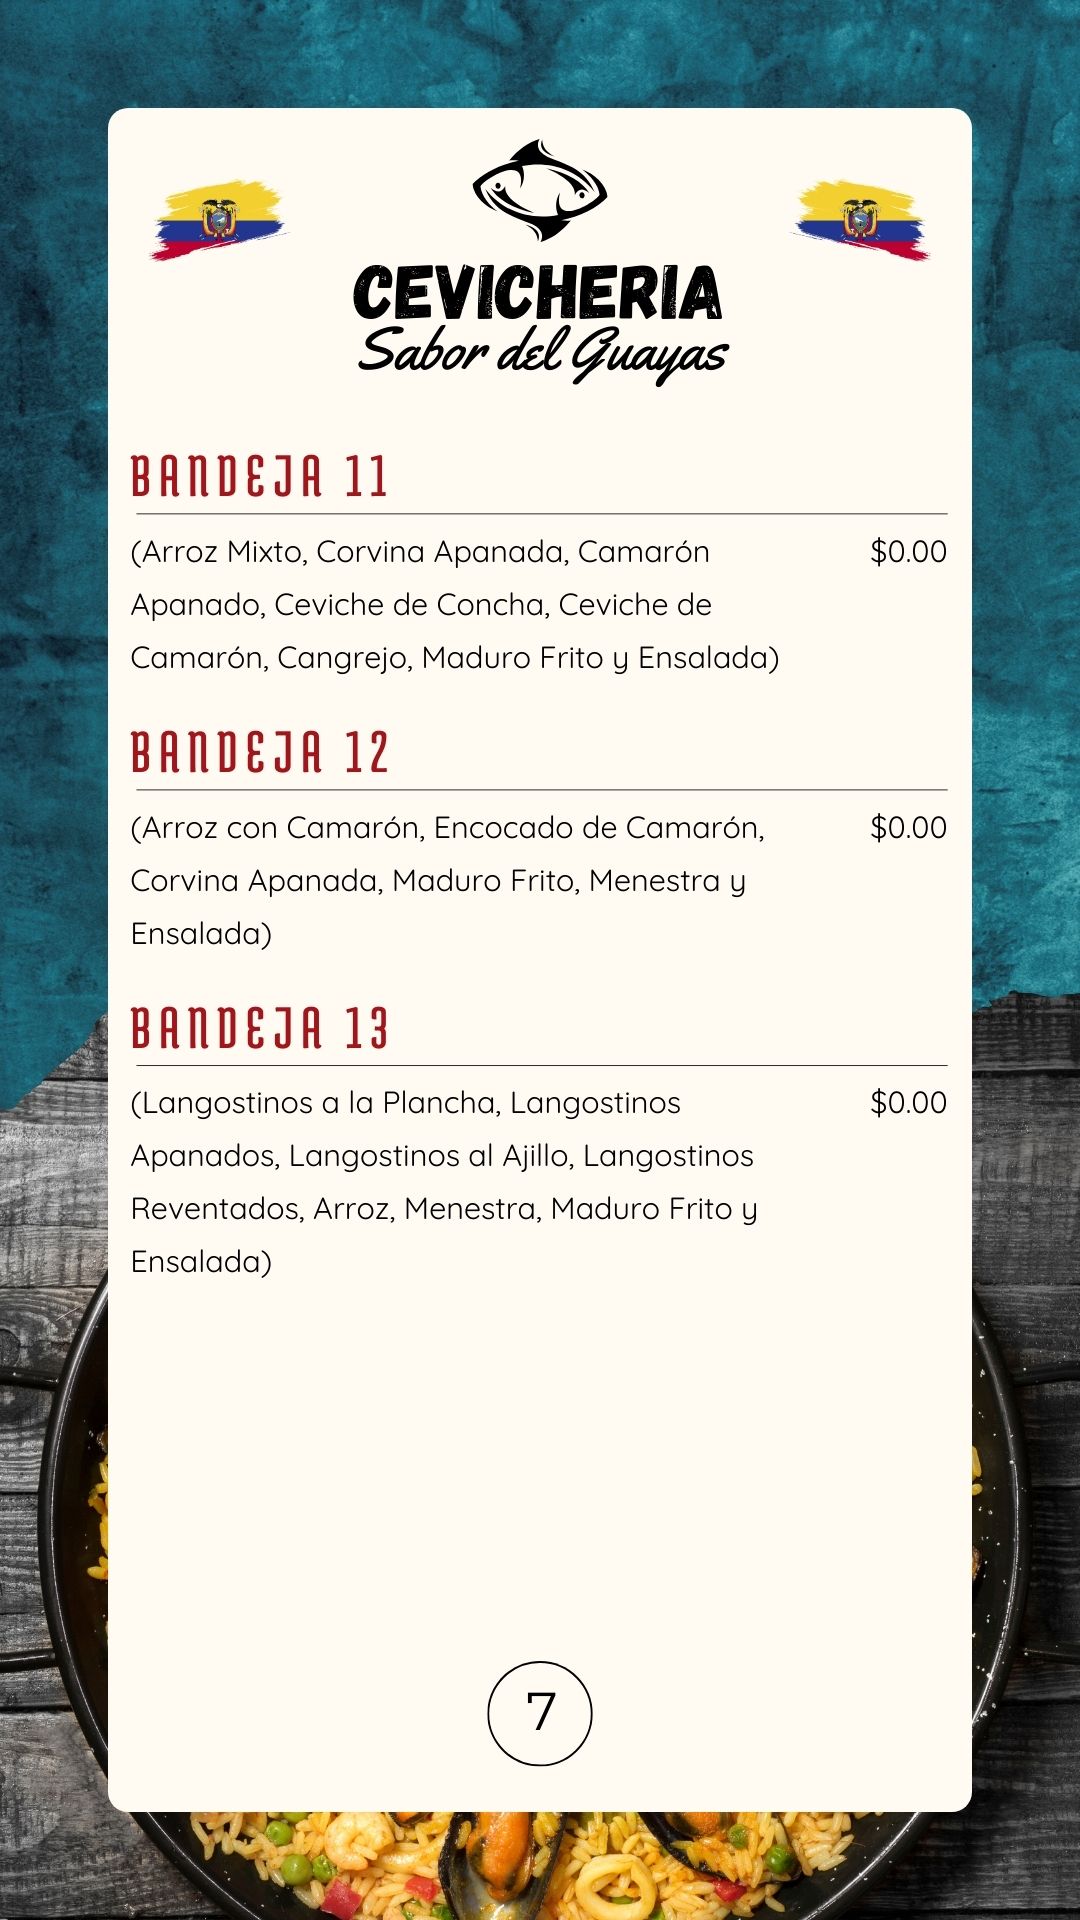 CEVICHERIA
Sabor del Guayas
BANDEJA 11
(Arroz Mixto, Corvina Apanada, Camarón $0.00
Apanado, Ceviche de Concha, Ceviche de
Camarón, Cangrejo, Maduro Frito y Ensalada)
BANDEJA 12
(Arroz con Camarón, Encocado de Camarón, $0.00
Corvina Apanada, Maduro Frito, Menestra y
Ensalada)
BANDEJA 13
(Langostinos a la Plancha, Langostinos $0.00
Apanados, Langostinos al Ajillo, Langostinos
Reventados, Arroz, Menestra, Maduro Frito y
Ensalada)
7